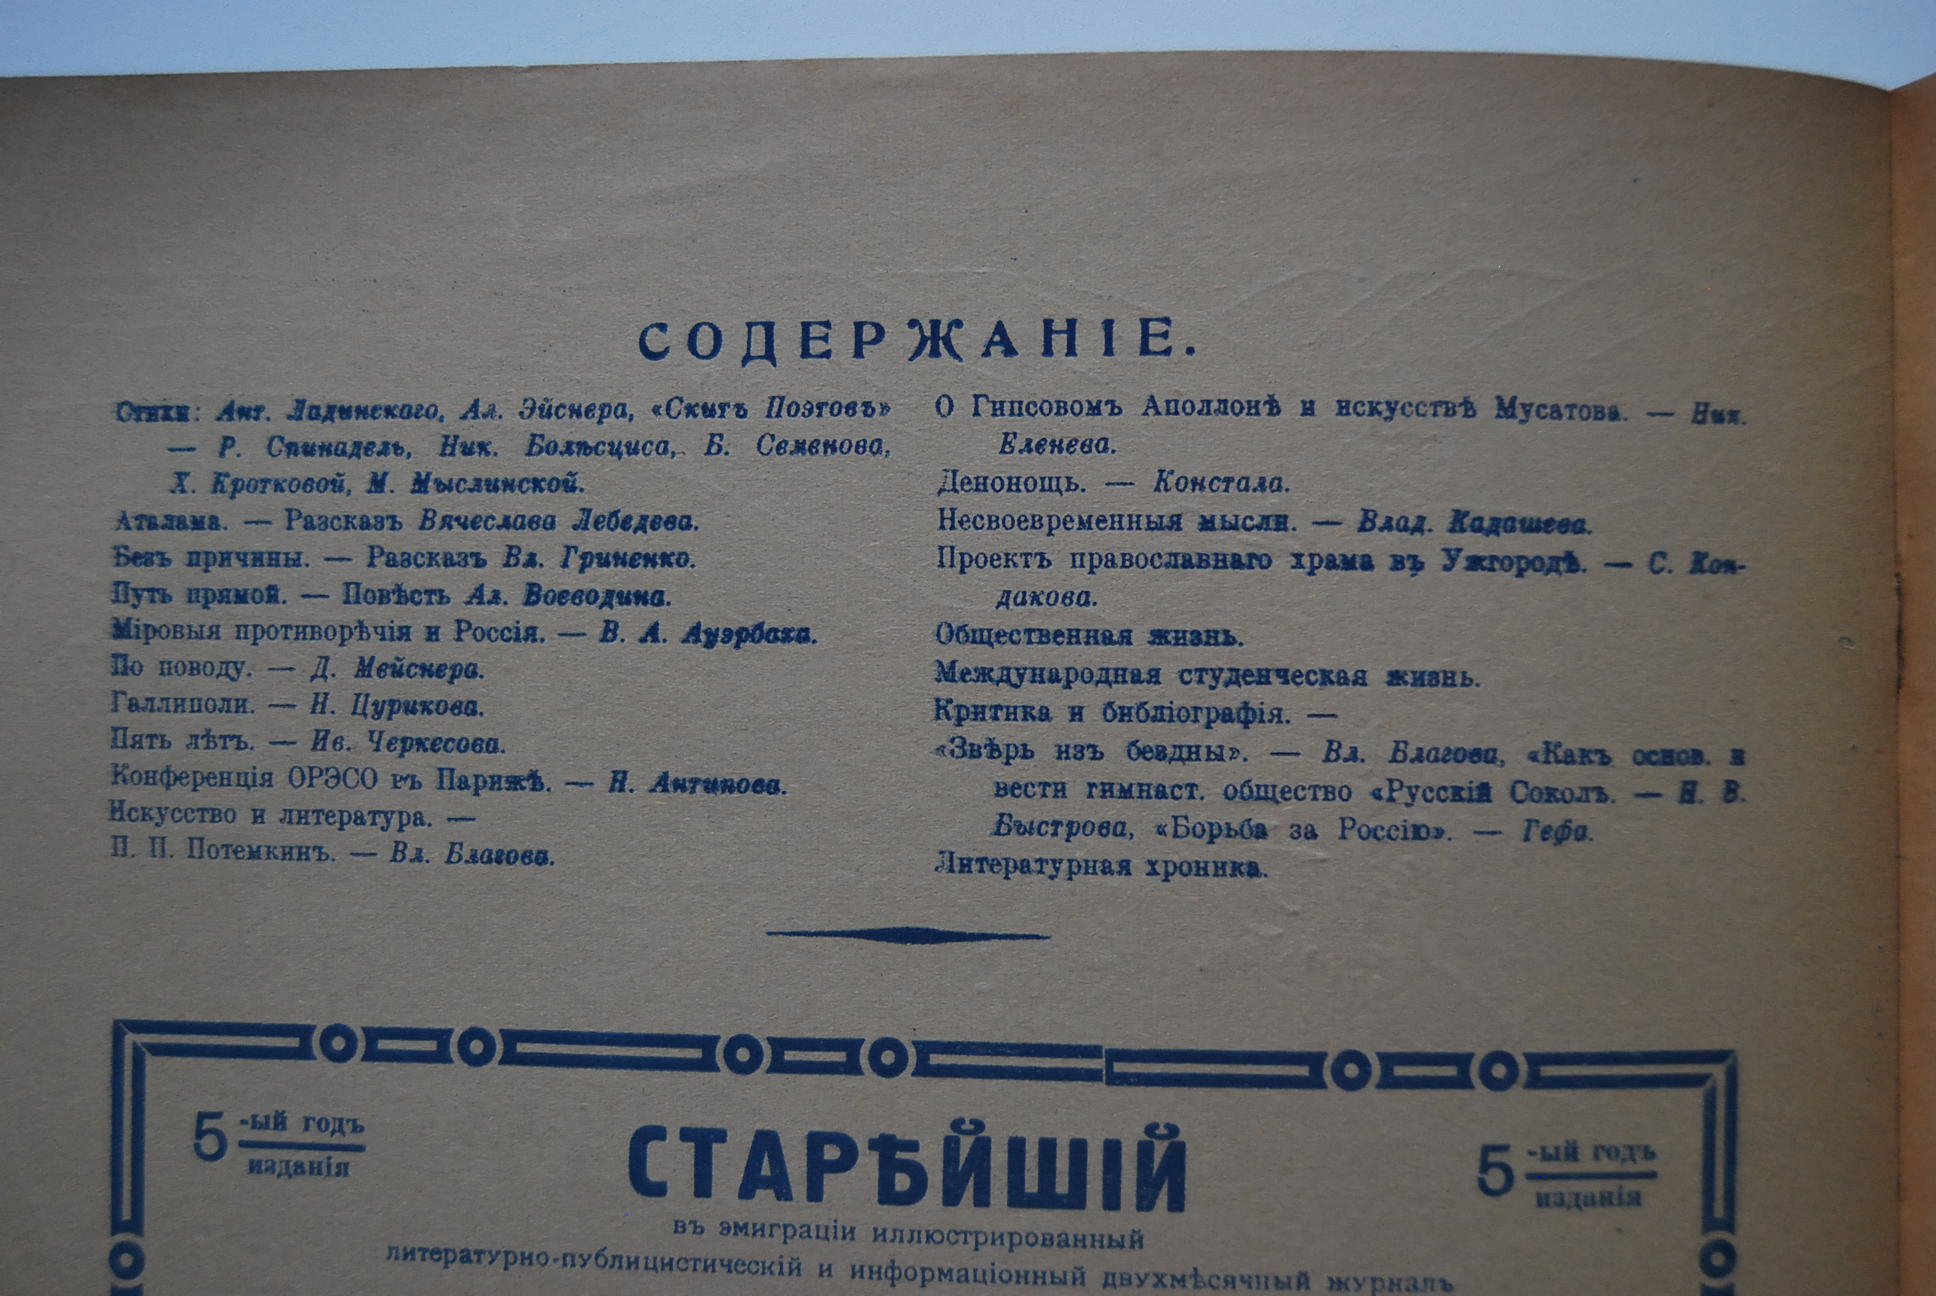 СОДЕРЖАНІЕ.
Стихи: Ант. Ладинскаго, Ал. Эйснера, «Скитъ Поэтовъ»
— Р. Спинадель, Ник. Болѣсциса, Б. Семенова,
Х. Кротковой, М. Мыслинской.
Аталама. — Разсказъ Вячеслава Лебедева.
Безъ причины. — Разсказъ Вл. Гриненко.
Путь прямой. — Повѣсть Ал. Воеводина.
Міровыя противорѣчія и Россія. — В. А. Ауэрбаха.
По поводу. — Д. Мейснера.
Галлиполи. — Н. Цурикова.
Пять лѣтъ. — Ив. Черкесова.
Конференція ОРЭСО въ Парижѣ. — Н. Антипова.
Искусство и литература. —
П. П. Потемкинъ. — Вл. Благова.
О Гипсовомъ Аполлонѣ и искусствѣ Мусатова. — Ник.
Еленева.
Денонощь. — Констала.
Несвоевременныя мысли. — Влад. Кадашева.
Проектъ православнаго храма въ Ужгородѣ. — С. Кон-
дакова.
Общественная жизнь.
Международная студенческая жизнь.
Критика и библіографія. —
«Звѣрь изъ бездны». — Вл. Благова, «Какъ основ. и
вести гимнаст. общество «Русскій Соколъ. — Н. В.
Быстрова, «Борьба за Россію». — Гефа.
Литературная хроника.
5-ый годъ
изданія
СТАРѢЙШІЙ
5-ый годъ
изданія
въ эмиграціи иллюстрированный
литературно-публицистическій и информаціонный двухмѣсячный журналъ